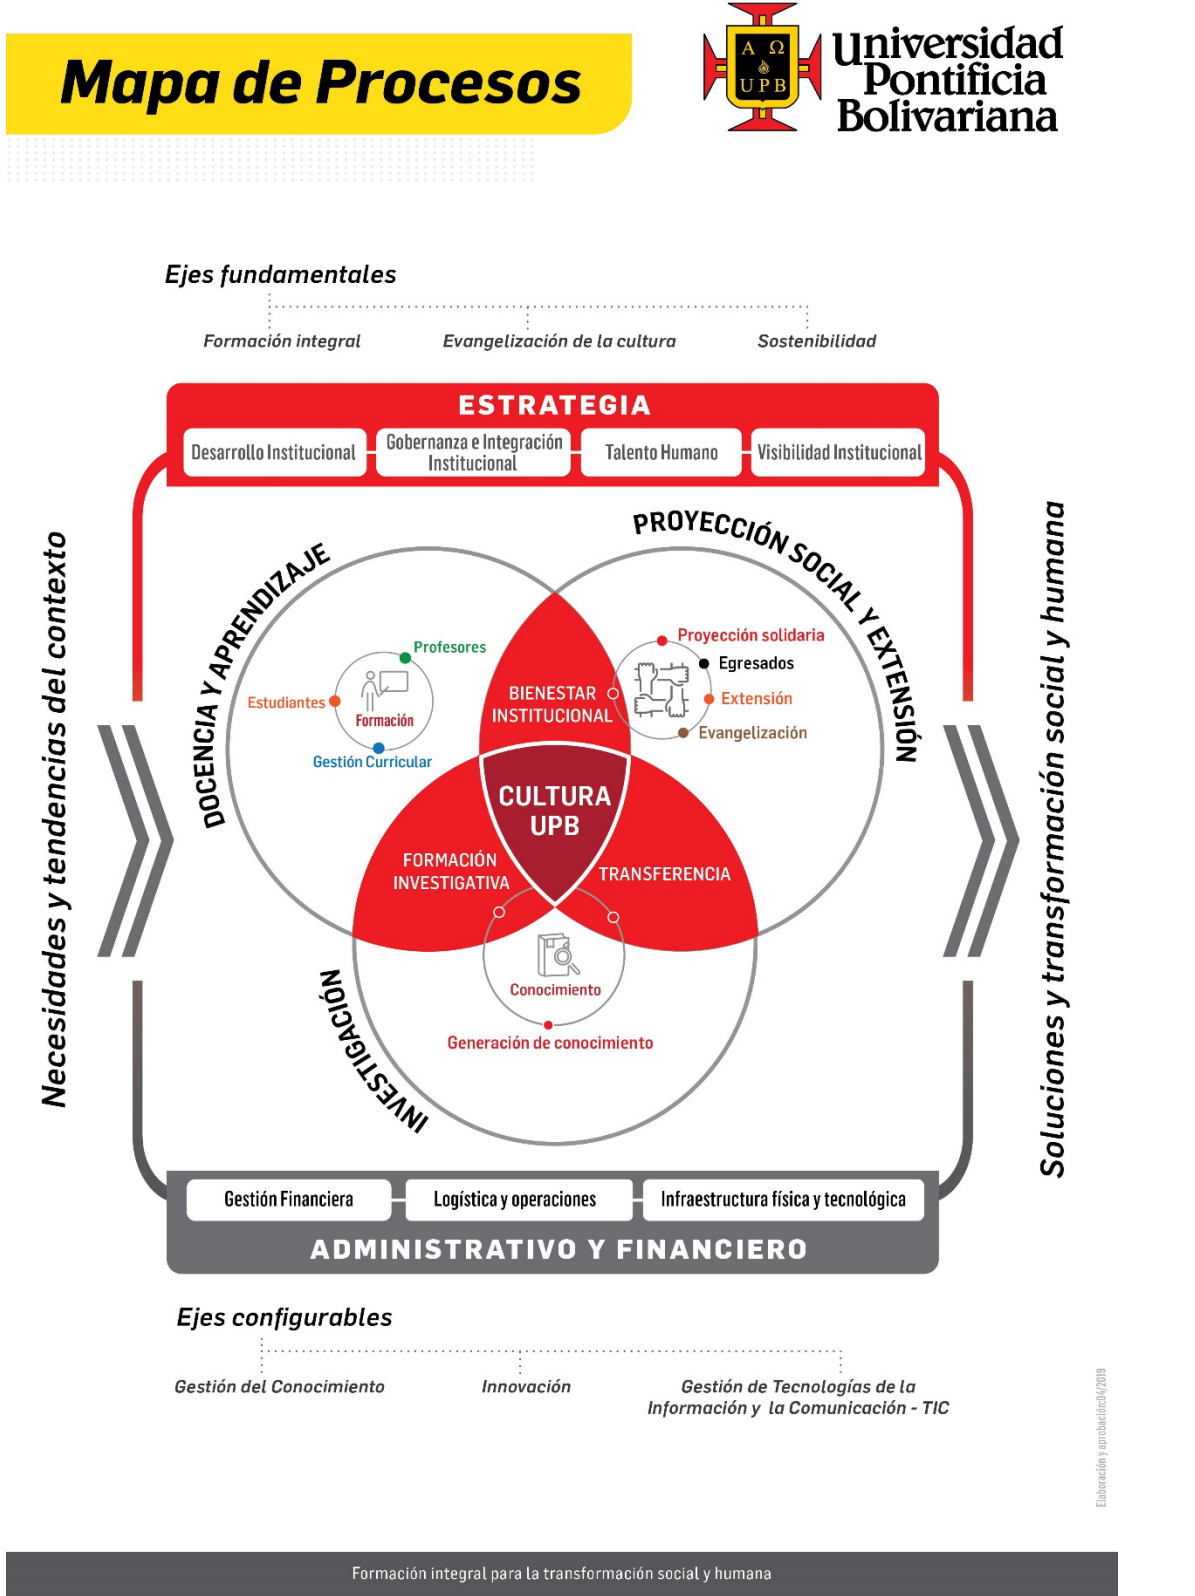 Mapa de Procesos
Α Ω
UPB
Universidad
Pontificia
Bolivariana
Ejes fundamentales
Formación integral
Evangelización de la cultura
Sostenibilidad
ESTRATEGIA
Desarrollo Institucional
Gobernanza e Integración
Institucional
Talento Humano
Visibilidad Institucional
Necesidades y tendencias del contexto
DOCENCIA Y APRENDIZAJE
Profesores
Estudiantes
Formación
Gestión Curricular
PROYECCIÓN SOCIAL Y EXTENSIÓN
Proyección solidaria
Egresados
Extensión
Evangelización
BIENESTAR
INSTITUCIONAL
CULTURA
UPB
FORMACIÓN
INVESTIGATIVA
TRANSFERENCIA
Conocimiento
Generación de conocimiento
INVESTIGACIÓN
Soluciones y transformación social y humana
Gestión Financiera
Logística y operaciones
Infraestructura física y tecnológica
ADMINISTRATIVO Y FINANCIERO
Ejes configurables
Gestión del Conocimiento
Innovación
Gestión de Tecnologías de la
Información y la Comunicación - TIC
Elaboración y aprobación:04/2019
Formación integral para la transformación social y humana